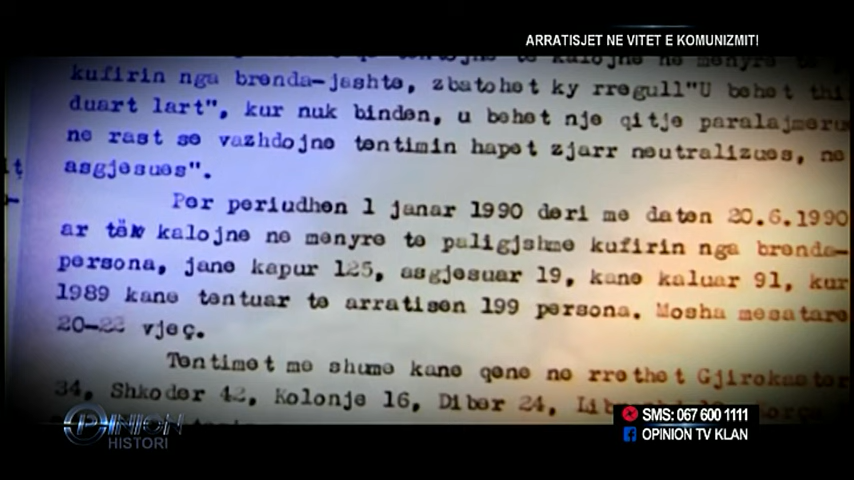 ARRATISJET NE VITET E KOMUNIZMIT!
kalojne ne menyre te
kufirin nga brenda-jashte, zbatohet ky rregull "U behet thi
duart lart", kur nuk binden, u behet nje qitje paralajmerue
ne rast se vazhdojne tentimin hapet zjarr neutralizues, ne
asgjesues".
Per periudhen 1 janar 1990 deri me daten 20.6.1990
ar të kalojne ne menyre te paligjshme kufirin nga brenda-
persona, jane kapur 125, asgjesuar 19, kane kaluar 91, kur
1989 kane tentuar te arratisen 199 persona. Mosha mesatare
vjeç.
Tentimet me shume kane qene ne rrethet Gjirokaster
34, Shkoder 42, Kolonje 16, Diber 24,
OPINION
HISTORI
SMS: 067 600 1111
OPINION TV KLAN